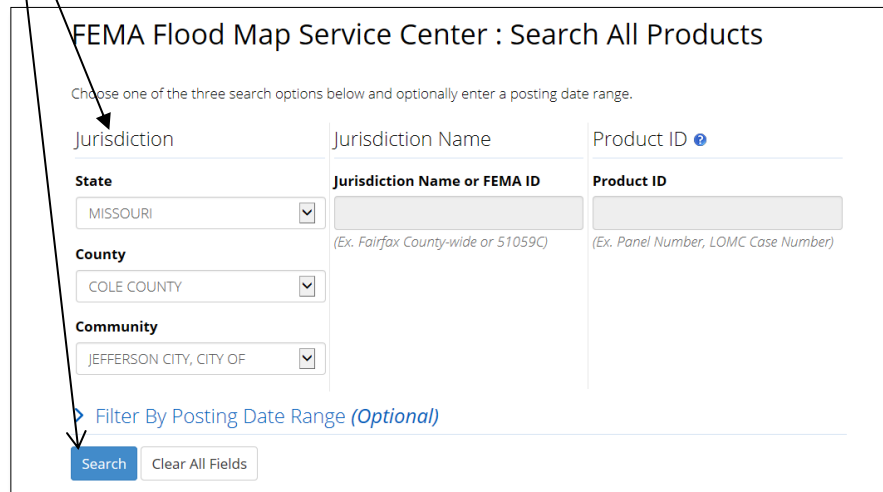 FEMA Flood Map Service Center : Search All Products
Choose one of the three search options below and optionally enter a posting date range.
Jurisdiction
State
MISSOURI
County
COLE COUNTY
Community
JEFFERSON CITY, CITY OF
Jurisdiction Name
Jurisdiction Name or FEMA ID
(Ex. Fairfax County-wide or 51059C)
Product ID ?
Product ID
(Ex. Panel Number, LOMC Case Number)
Filter By Posting Date Range (Optional)
Search
Clear All Fields